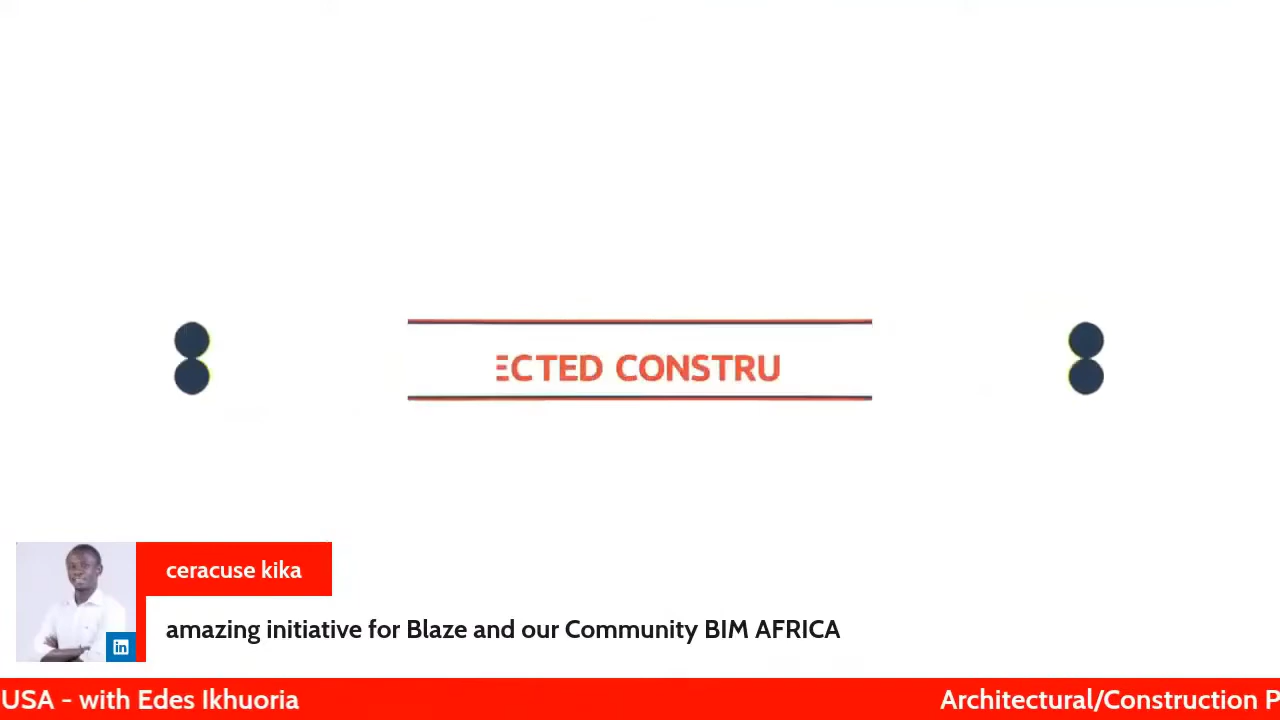 ECTED CONSTRU
ceracuse kika
amazing initiative for Blaze and our Community BIM AFRICA
USA - with Edes Ikhuoria
Architectural/Construction P